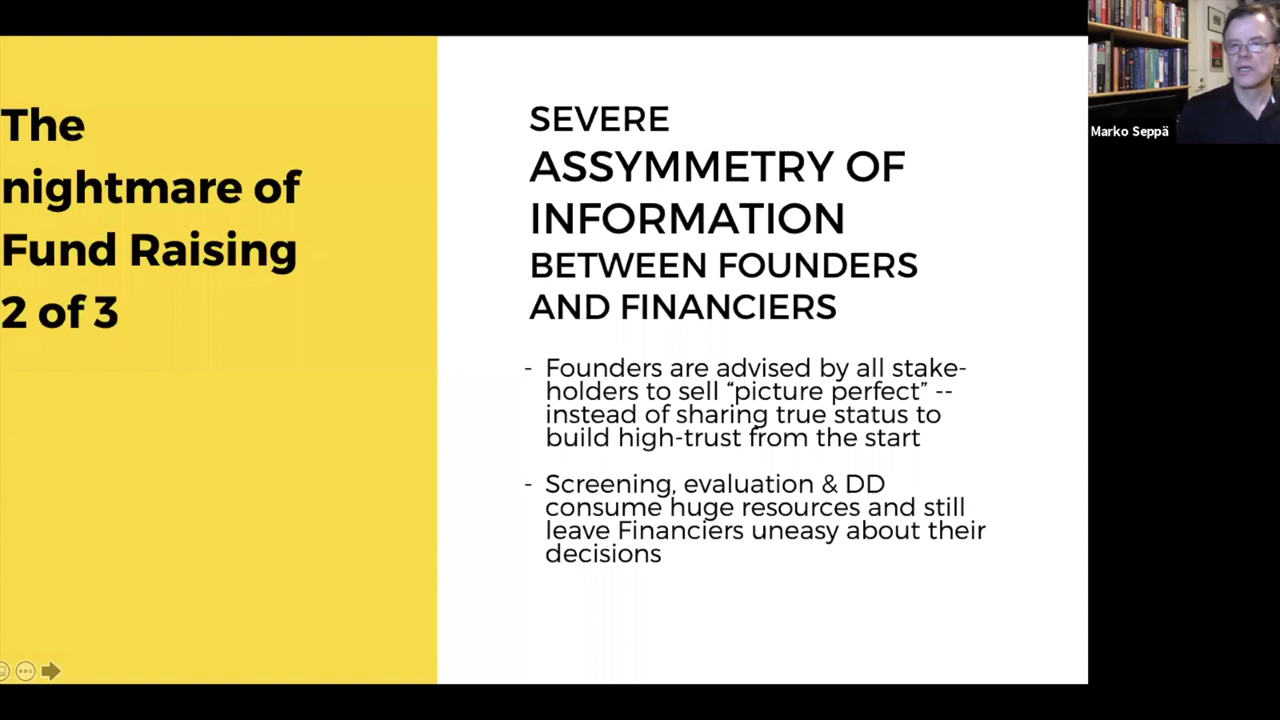 The
nightmare of
Fund Raising
2 of 3
SEVERE
ASSYMMETRY OF
INFORMATION
BETWEEN FOUNDERS
AND FINANCIERS
- Founders are advised by all stake-
holders to sell “picture perfect” --
instead of sharing true status to
build high-trust from the start
- Screening, evaluation & DD
consume huge resources and still
leave Financiers uneasy about their
decisions
Marko Seppä